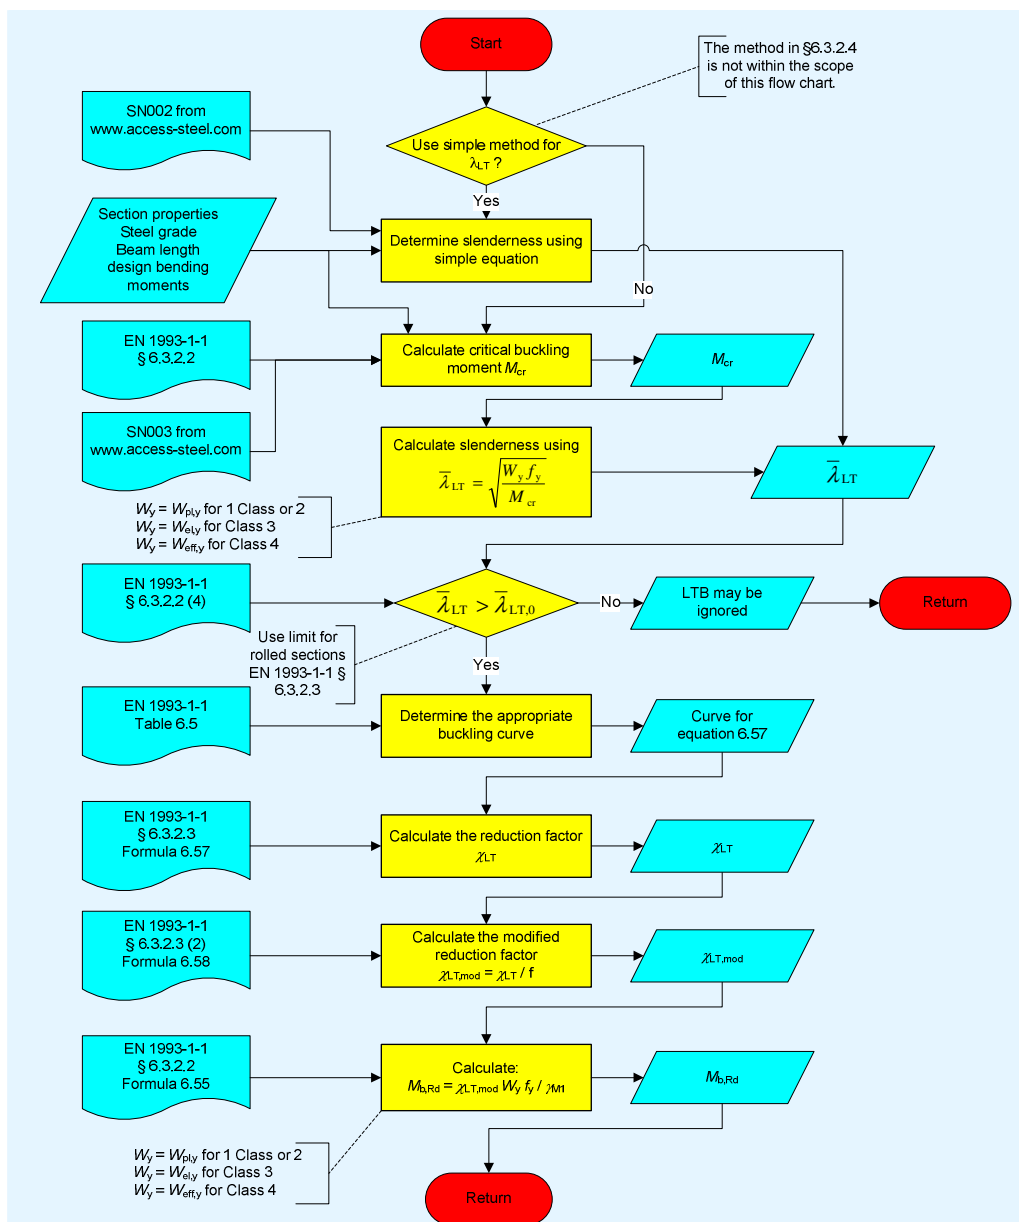 Start
The method in §6.3.2.4
is not within the scope
of this flow chart.
SN002 from
www.access-steel.com
Use simple method for
λLT ?
Yes
Section properties
Steel grade
Beam length
design bending
moments
Determine slenderness using
simple equation
No
EN 1993-1-1
§ 6.3.2.2
Calculate critical buckling
moment Mcr
Mcr
SN003 from
www.access-steel.com
Calculate slenderness using
λ̅LT = √(Wy fy / Mcr)
λ̅LT
Wy = Wpl,y for 1 Class or 2
Wy = Wel,y for Class 3
Wy = Weff,y for Class 4
EN 1993-1-1
§ 6.3.2.2 (4)
λ̅LT > λ̅LT,0
No
LTB may be
ignored
Return
Use limit for
rolled sections
EN 1993-1-1 §
6.3.2.3
Yes
EN 1993-1-1
Table 6.5
Determine the appropriate
buckling curve
Curve for
equation 6.57
EN 1993-1-1
§ 6.3.2.3
Formula 6.57
Calculate the reduction factor
χLT
χLT
EN 1993-1-1
§ 6.3.2.3 (2)
Formula 6.58
Calculate the modified
reduction factor
χLT,mod = χLT / f
χLT,mod
EN 1993-1-1
§ 6.3.2.2
Formula 6.55
Calculate:
Mb,Rd = χLT,mod Wy fy / γM1
Mb,Rd
Wy = Wpl,y for 1 Class or 2
Wy = Wel,y for Class 3
Wy = Weff,y for Class 4
Return